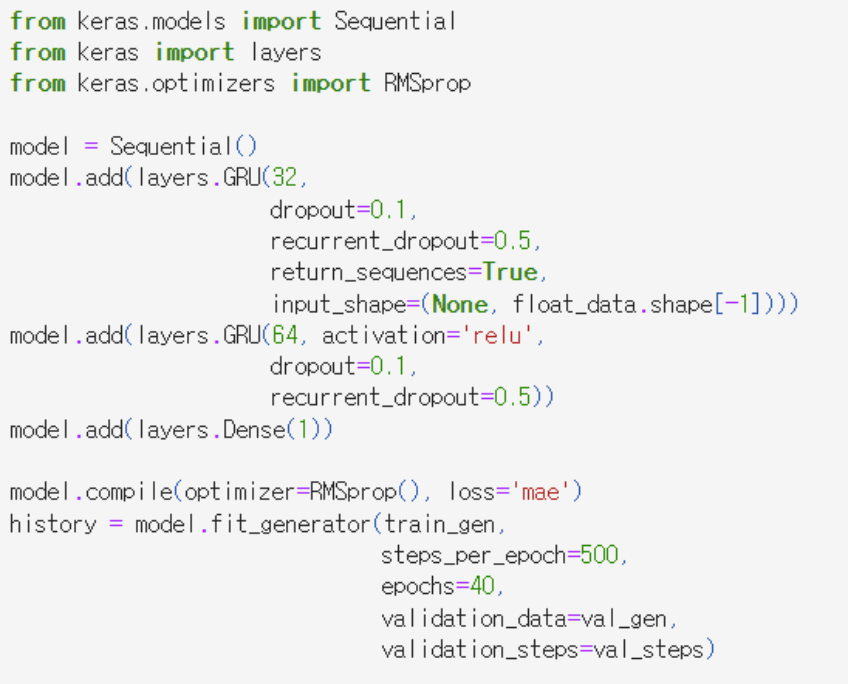 from keras.models import Sequential
from keras import layers
from keras.optimizers import RMSprop

model = Sequential()
model.add(layers.GRU(32,
                     dropout=0.1,
                     recurrent_dropout=0.5,
                     return_sequences=True,
                     input_shape=(None, float_data.shape[-1])))
model.add(layers.GRU(64, activation='relu',
                     dropout=0.1,
                     recurrent_dropout=0.5))
model.add(layers.Dense(1))

model.compile(optimizer=RMSprop(), loss='mae')
history = model.fit_generator(train_gen,
                              steps_per_epoch=500,
                              epochs=40,
                              validation_data=val_gen,
                              validation_steps=val_steps)